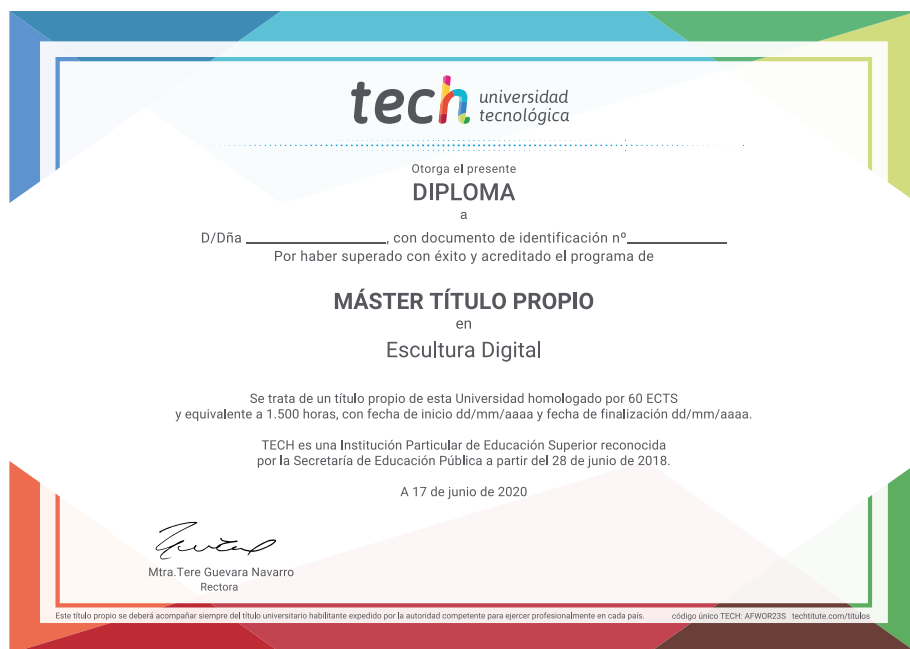 tech universidad
tecnológica
Otorga el presente
DIPLOMA
a
D/Dña ____________________, con documento de identificación nº______________
Por haber superado con éxito y acreditado el programa de
MÁSTER TÍTULO PROPIO
en
Escultura Digital
Se trata de un título propio de esta Universidad homologado por 60 ECTS
y equivalente a 1.500 horas, con fecha de inicio dd/mm/aaaa y fecha de finalización dd/mm/aaaa.
TECH es una Institución Particular de Educación Superior reconocida
por la Secretaría de Educación Pública a partir del 28 de junio de 2018.
A 17 de junio de 2020
Mtra.Tere Guevara Navarro
Rectora
Este título propio se deberá acompañar siempre del título universitario habilitante expedido por la autoridad competente para ejercer profesionalmente en cada país. código único TECH: AFWOR23S techtitute.com/títulos